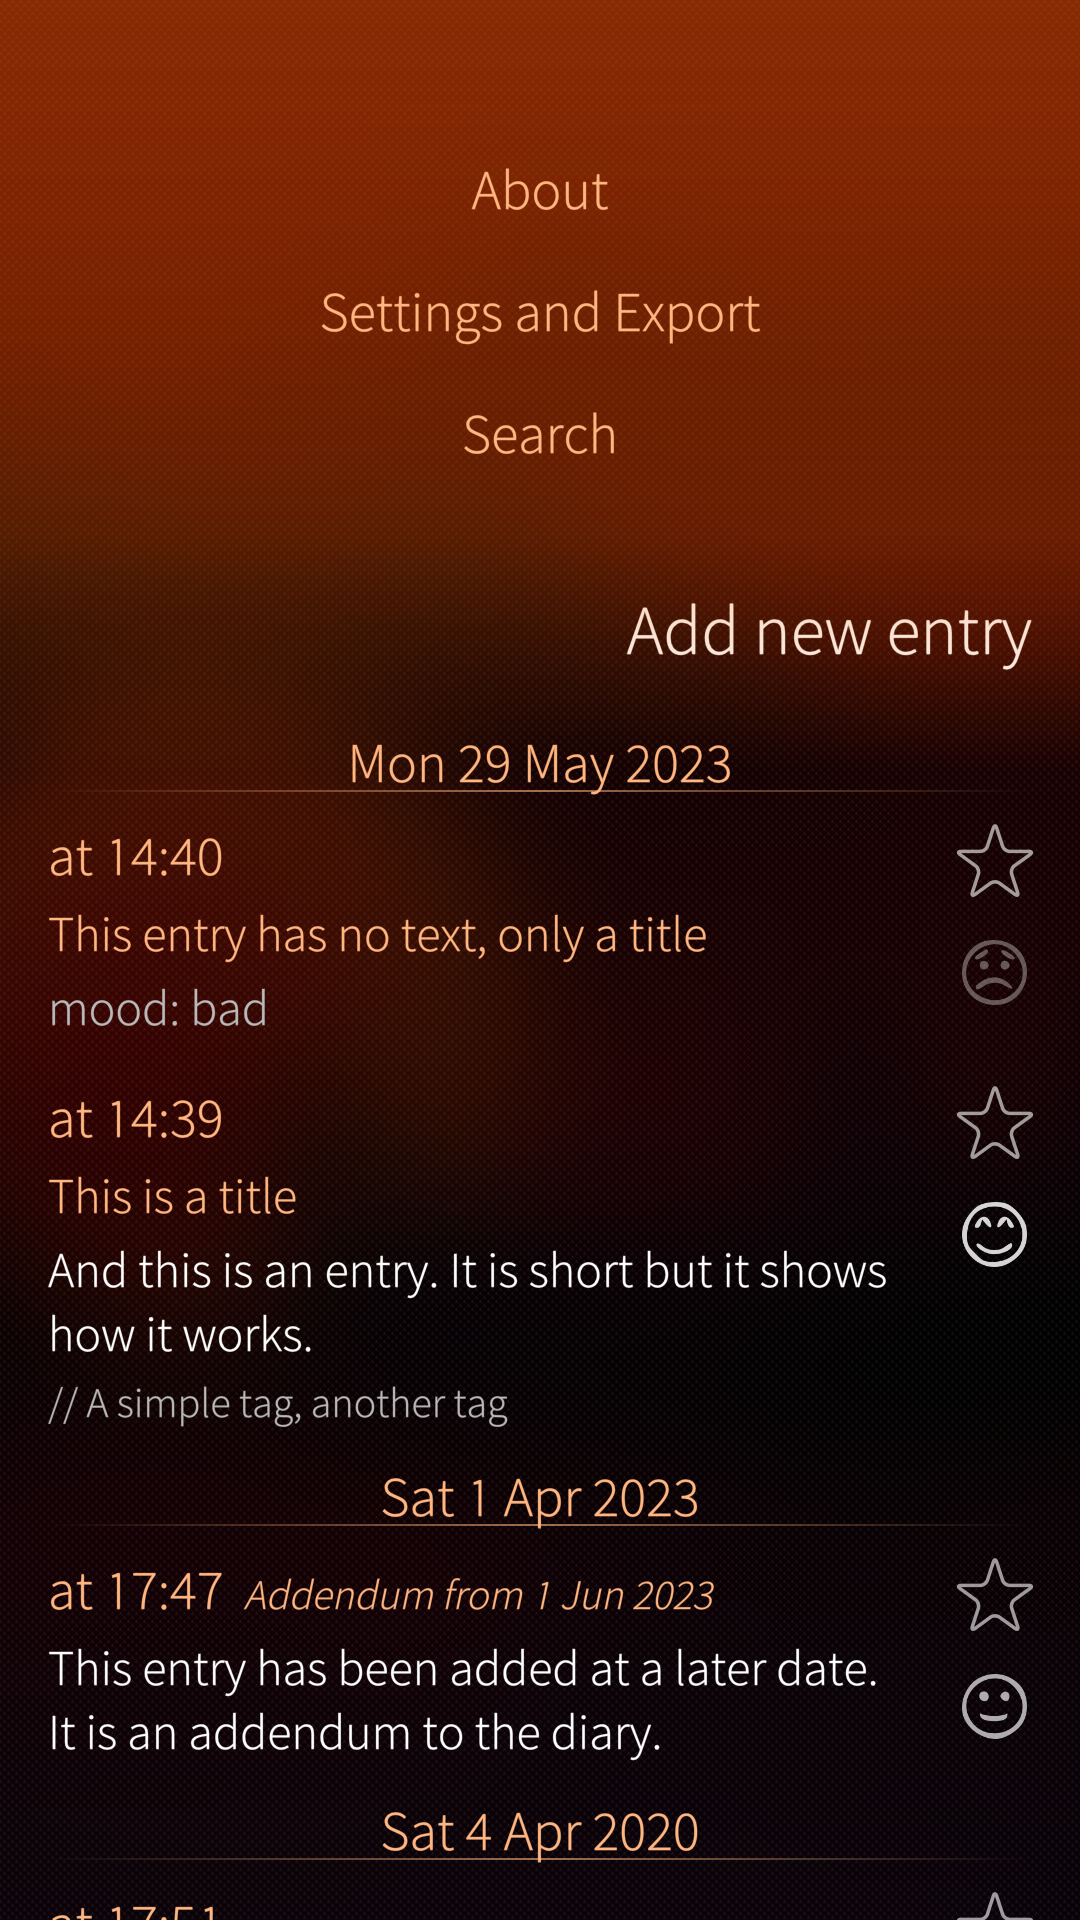 About
Settings and Export
Search
Add new entry
Mon 29 May 2023
at 14:40
This entry has no text, only a title
mood: bad
at 14:39
This is a title
And this is an entry. It is short but it shows
how it works.
// A simple tag, another tag
Sat 1 Apr 2023
at 17:47 Addendum from 1 Jun 2023
This entry has been added at a later date.
It is an addendum to the diary.
Sat 4 Apr 2020
at 17:51